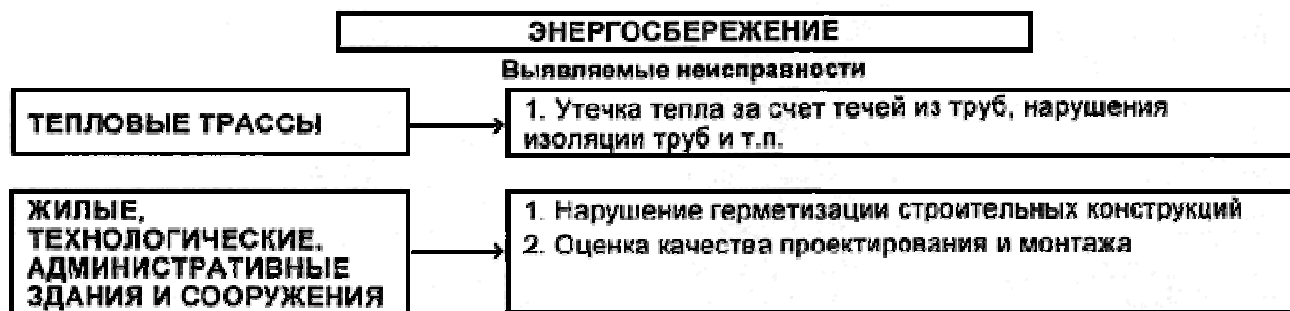 ЭНЕРГОСБЕРЕЖЕНИЕ
Выявляемые неисправности
ТЕПЛОВЫЕ ТРАССЫ
1. Утечка тепла за счет течей из труб, нарушения
изоляции труб и т.п.
ЖИЛЫЕ,
ТЕХНОЛОГИЧЕСКИЕ.
АДМИНИСТРАТИВНЫЕ
ЗДАНИЯ И СООРУЖЕНИЯ
1. Нарушение герметизации строительных конструкций
2. Оценка качества проектирования и монтажа